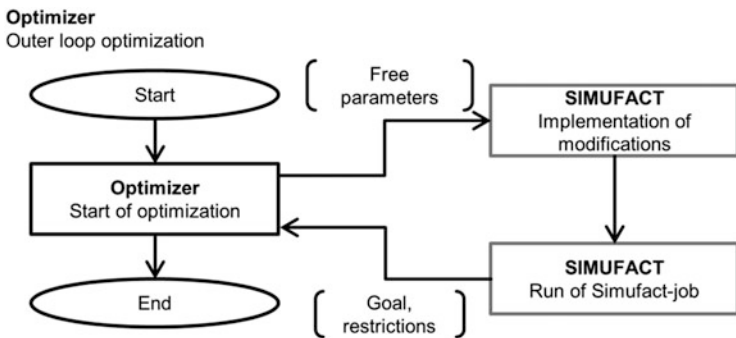 Optimizer
Outer loop optimization
Start
Free
parameters
SIMUFACT
Implementation of
modifications
Optimizer
Start of optimization
SIMUFACT
Run of Simufact-job
End
Goal,
restrictions